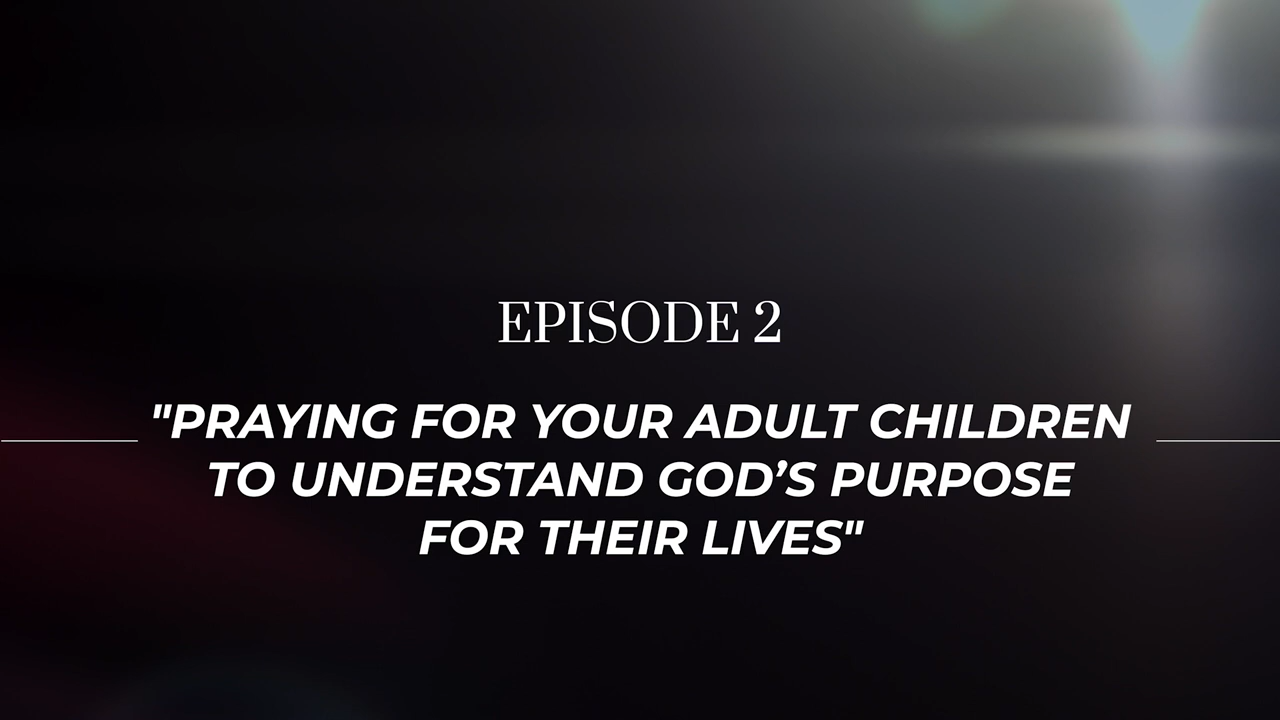 EPISODE 2
"PRAYING FOR YOUR ADULT CHILDREN
TO UNDERSTAND GOD’S PURPOSE
FOR THEIR LIVES"